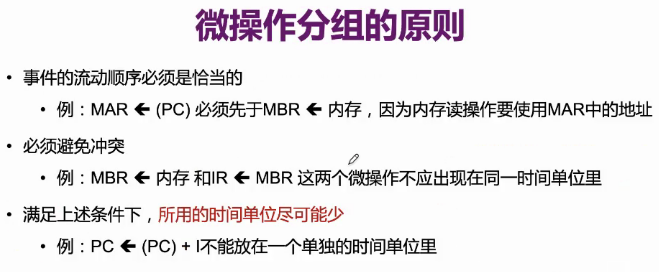 微操作分组的原则
• 事件的流动顺序必须是恰当的
• 例：MAR 🡰 (PC) 必须先于MBR 🡰 内存，因为内存读操作要使用MAR中的地址
• 必须避免冲突
• 例：MBR 🡰 内存 和IR 🡰 MBR 这两个微操作不应出现在同一时间单位里
• 满足上述条件下，所用的时间单位尽可能少
• 例：PC 🡰 (PC) + I不能放在一个单独的时间单位里